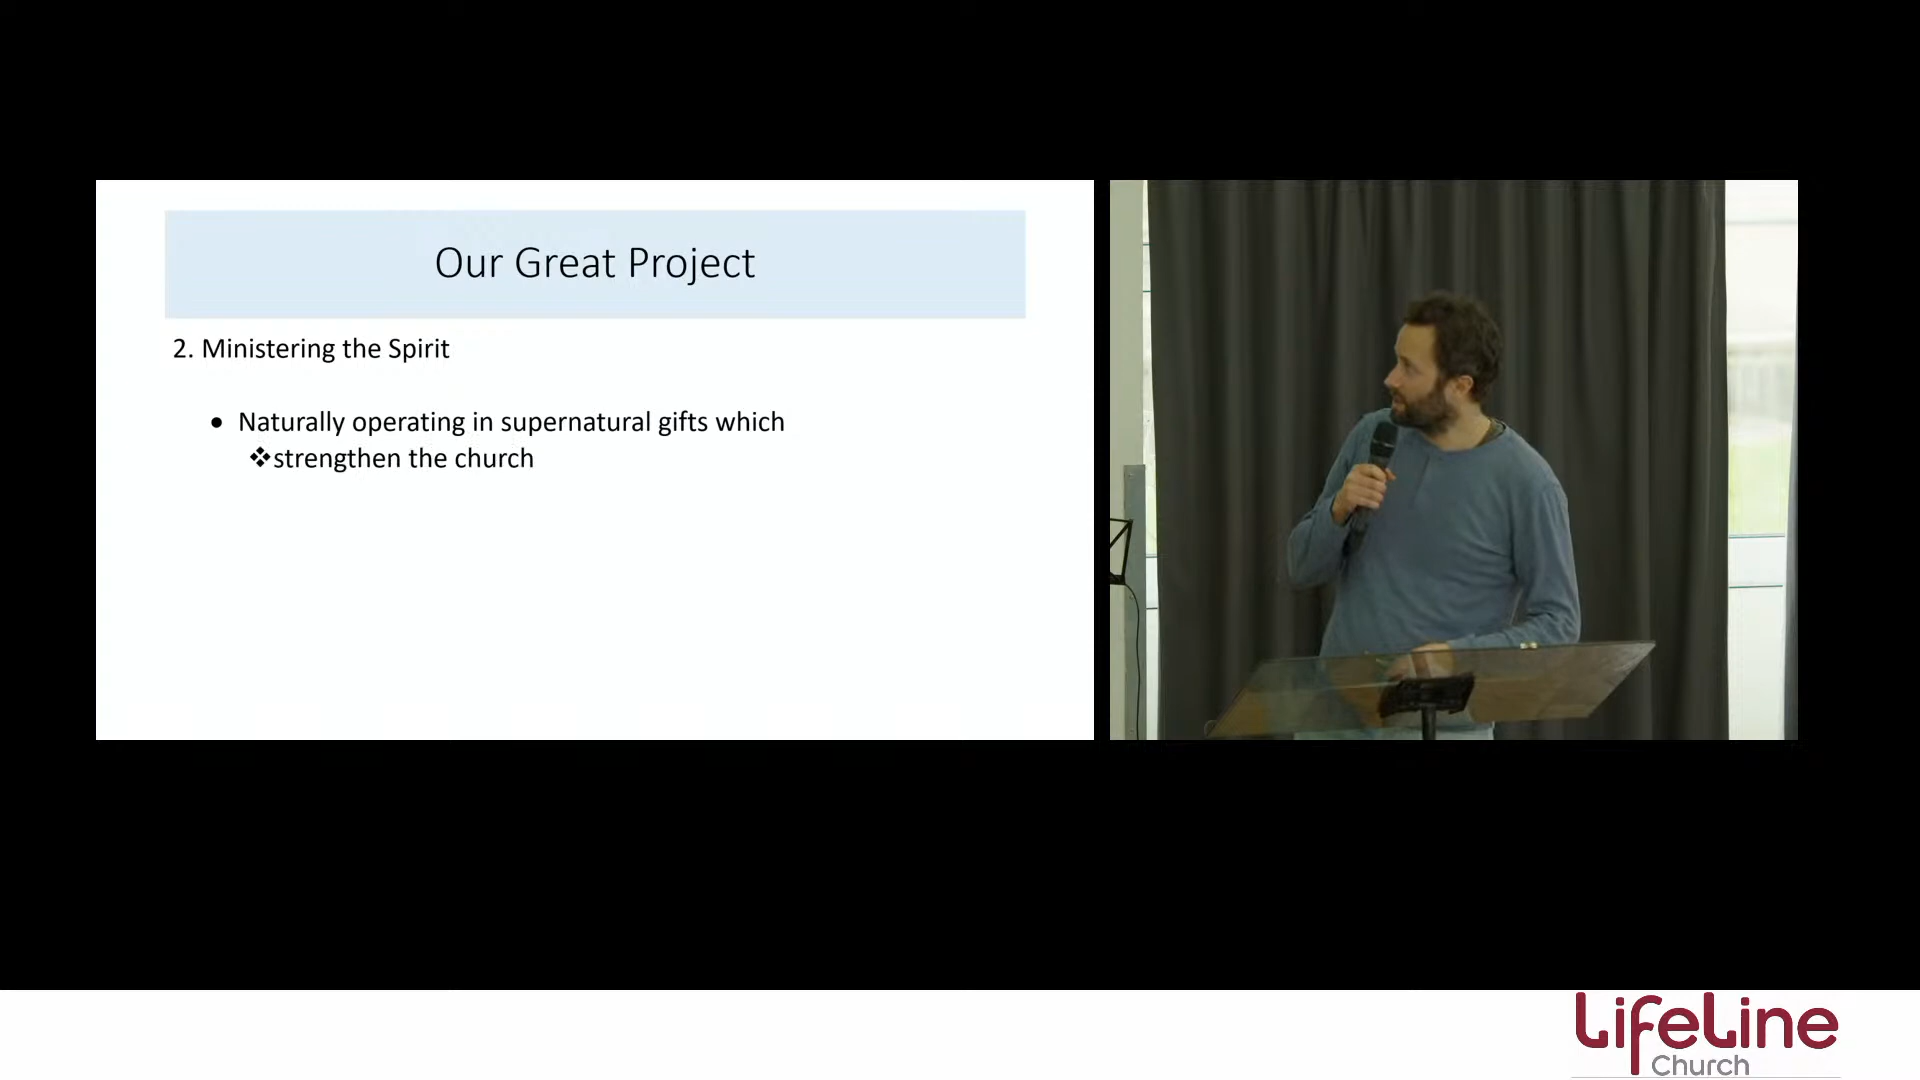 Our Great Project
2. Ministering the Spirit
• Naturally operating in supernatural gifts which
❖strengthen the church
LifeLine
Church